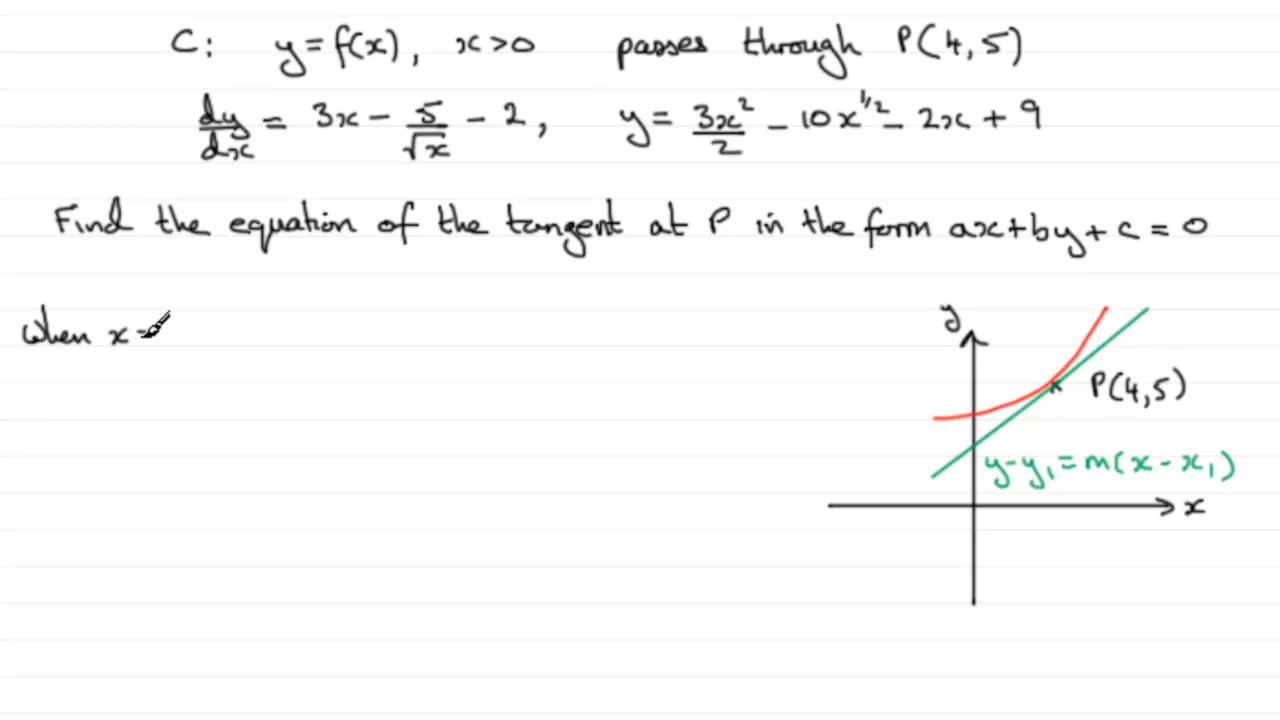 C: y = f(x), x > 0 passes through P(4, 5)
dy/dx = 3x - 5/√x - 2, y = 3x²/2 - 10x^1/2 - 2x + 9
Find the equation of the tangent at P in the form ax + by + c = 0
When x =
y
P(4, 5)
y - y₁ = m(x - x₁)
x